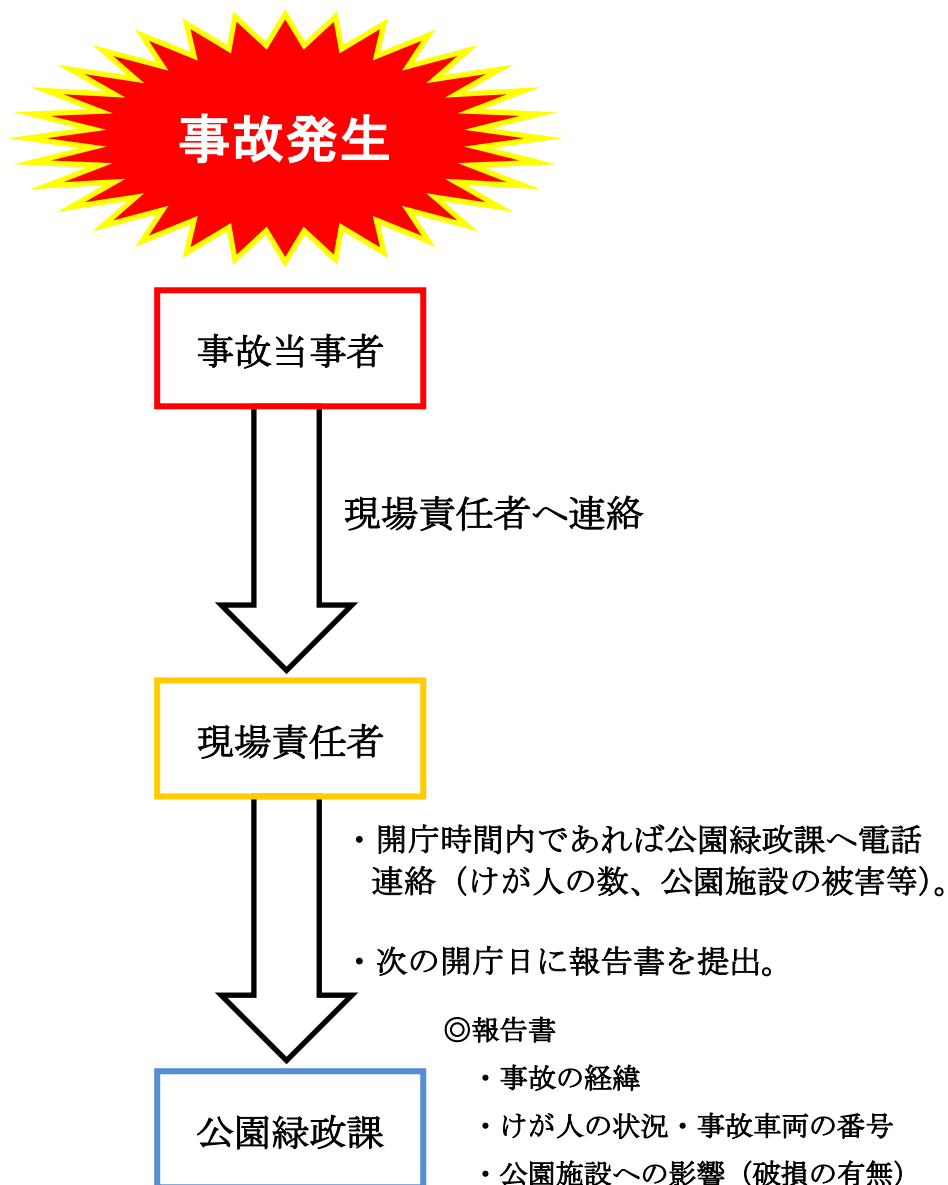 事故発生
事故当事者
現場責任者へ連絡
現場責任者
・開庁時間内であれば公園緑政課へ電話
連絡（けが人の数、公園施設の被害等）。
・次の開庁日に報告書を提出。
◎報告書
・事故の経緯
公園緑政課
・けが人の状況・事故車両の番号
・公園施設への影響（破損の有無）